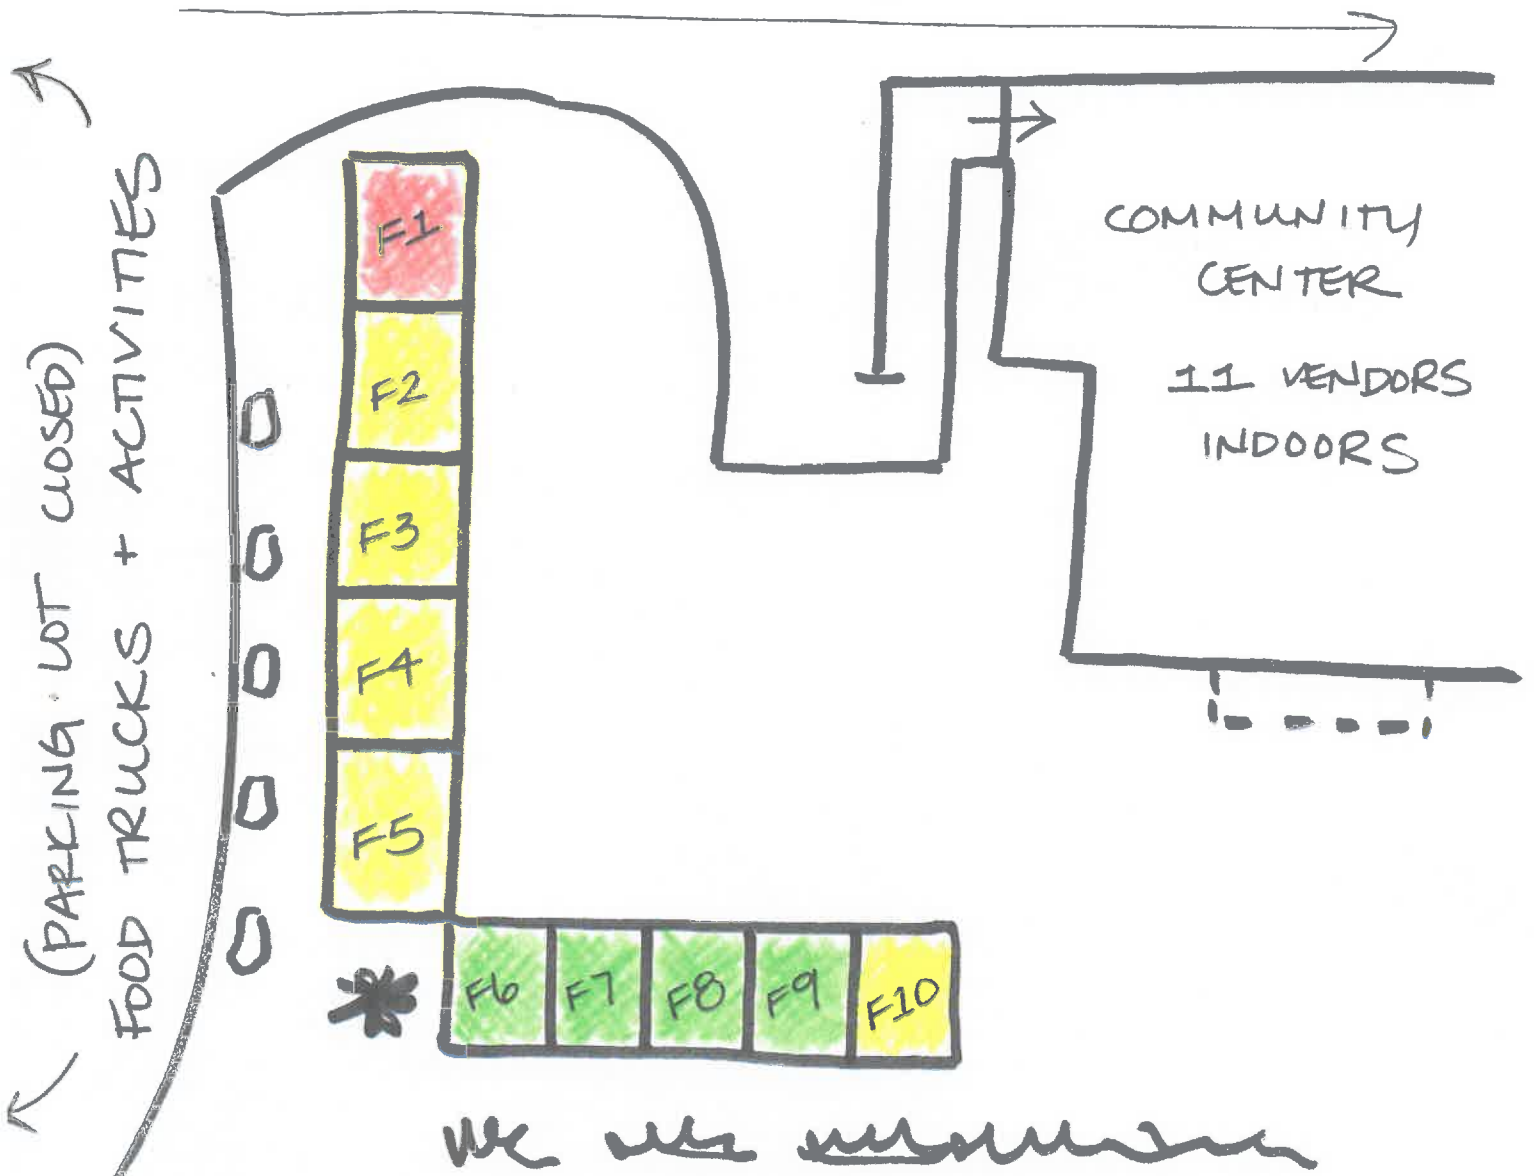 (PARKING LOT CLOSED)
FOOD TRUCKS + ACTIVITIES
F1
F2
F3
F4
F5
F6
F7
F8
F9
F10
COMMUNITY
CENTER
11 VENDORS
INDOORS